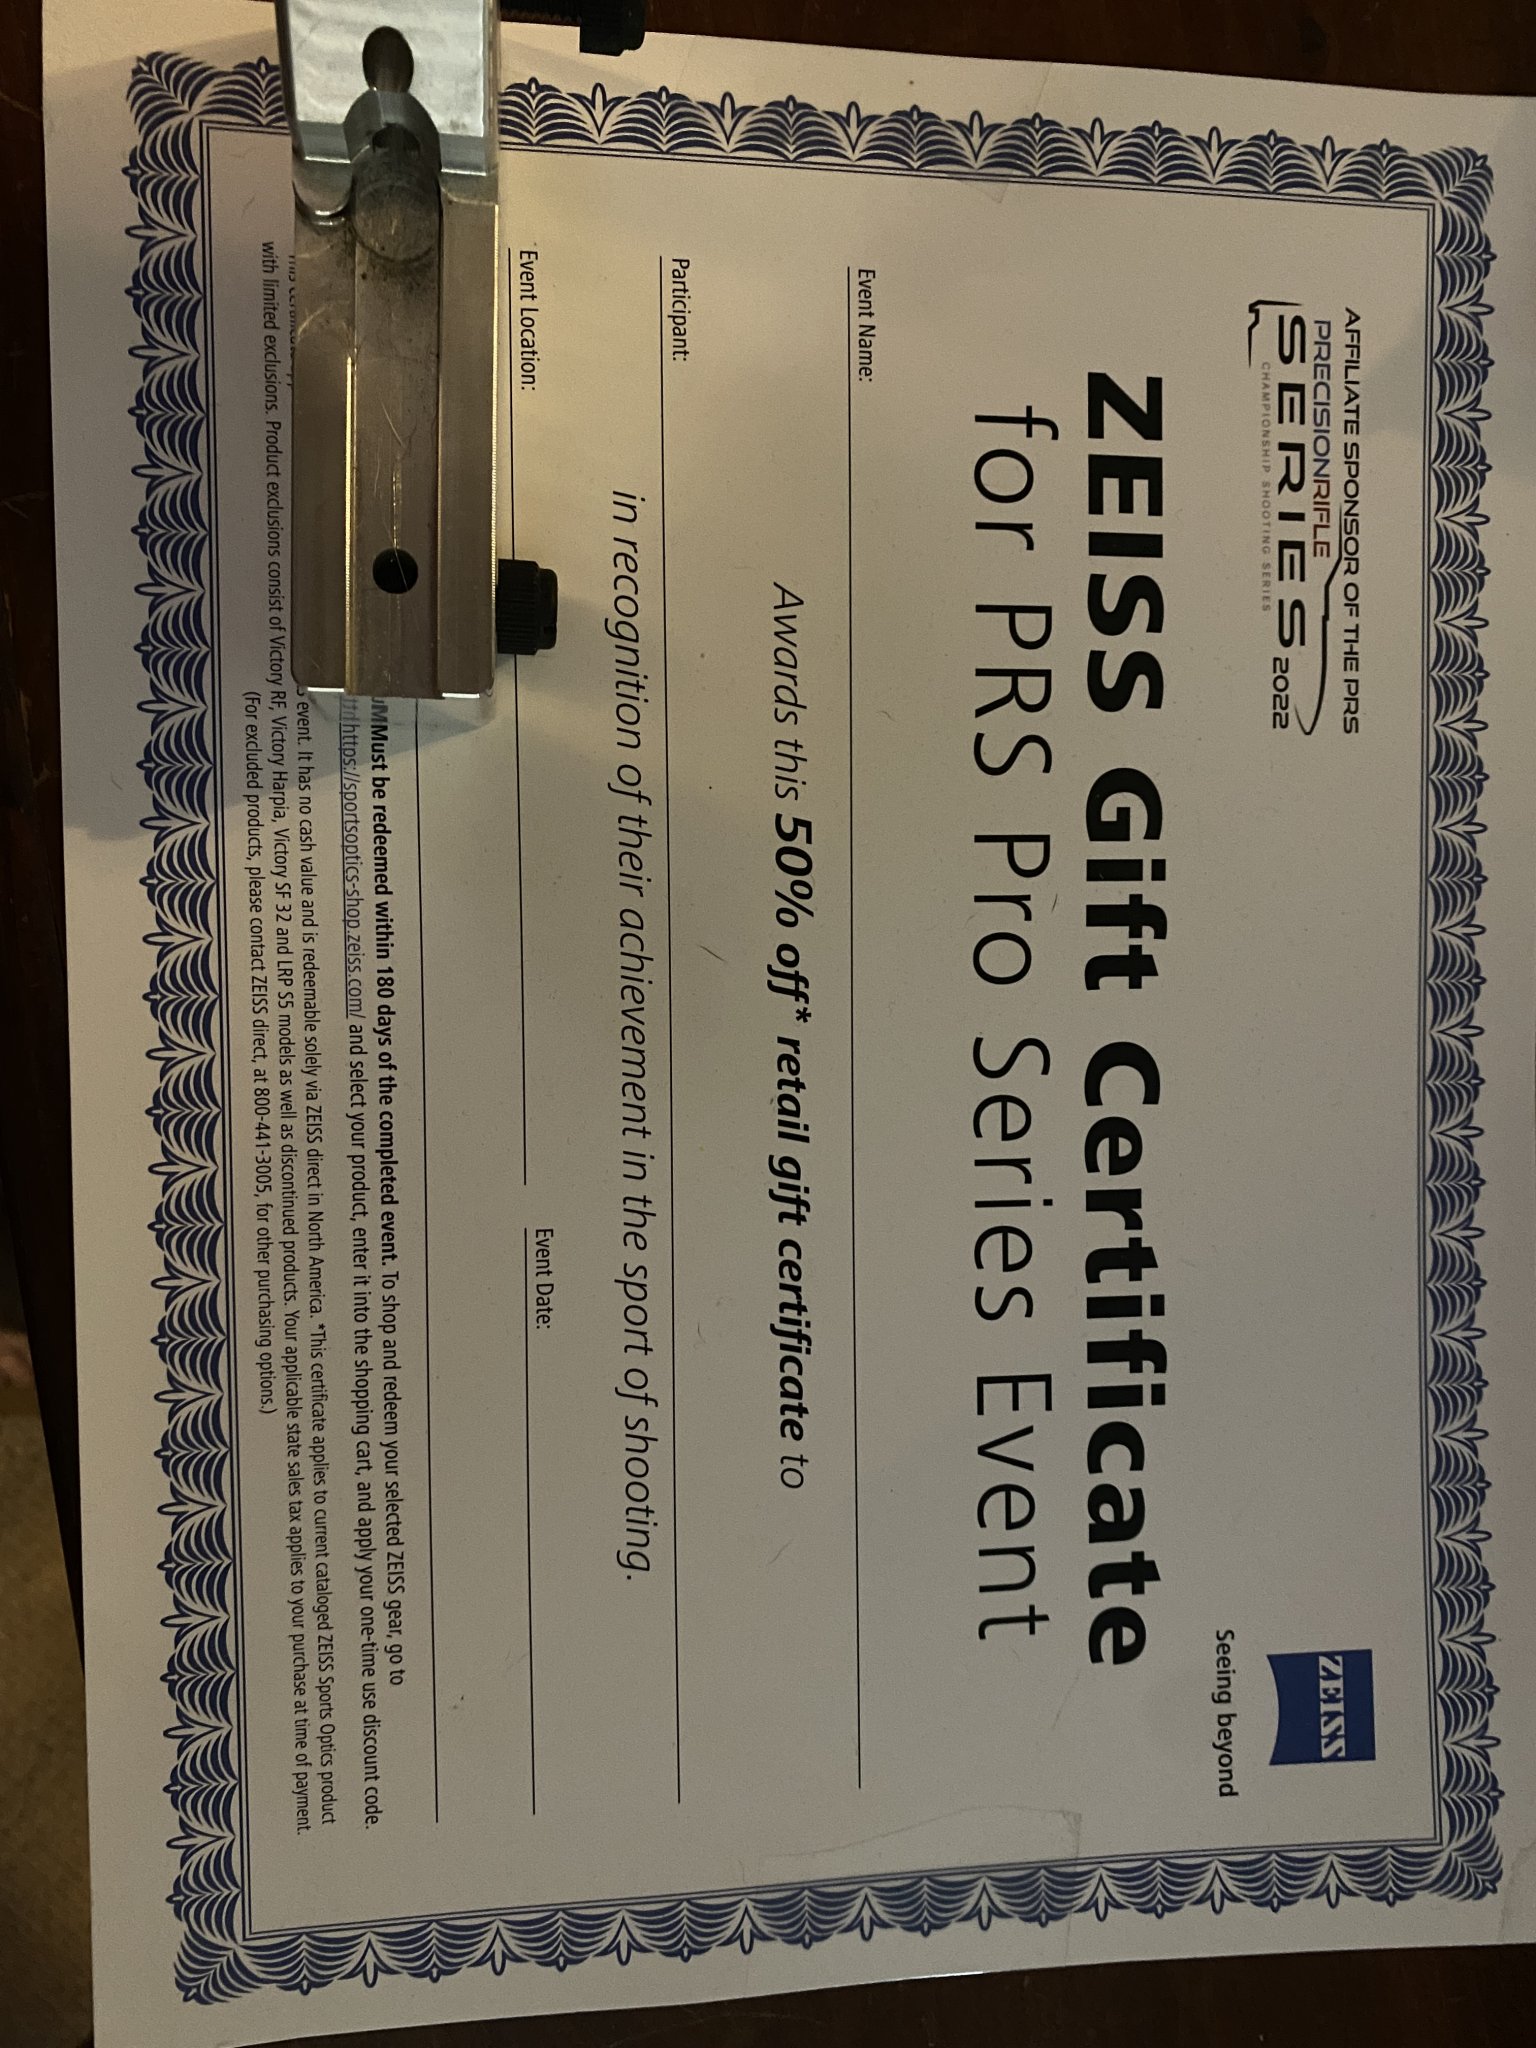 AFFILIATE SPONSOR OF THE PRS
PRECISIONRIFLE
SERIES 2022
CHAMPIONSHIP SHOOTING SERIES
ZEISS
Seeing beyond
ZEISS Gift Certificate
for PRS Pro Series Event
Event Name:
Awards this 50% off* retail gift certificate to
Participant:
in recognition of their achievement in the sport of shooting.
Event Location: Event Date:
Must be redeemed within 180 days of the completed event. To shop and redeem your selected ZEISS gear, go to
https://sportsoptics-shop.zeiss.com/ and select your product, enter it into the shopping cart, and apply your one-time use discount code.
event. It has no cash value and is redeemable solely via ZEISS direct in North America. *This certificate applies to current cataloged ZEISS Sports Optics product
with limited exclusions. Product exclusions consist of Victory RF, Victory Harpia, Victory SF 32 and LRP S5 models as well as discontinued products. Your applicable state sales tax applies to your purchase at time of payment.
(For excluded products, please contact ZEISS direct, at 800-441-3005, for other purchasing options.)